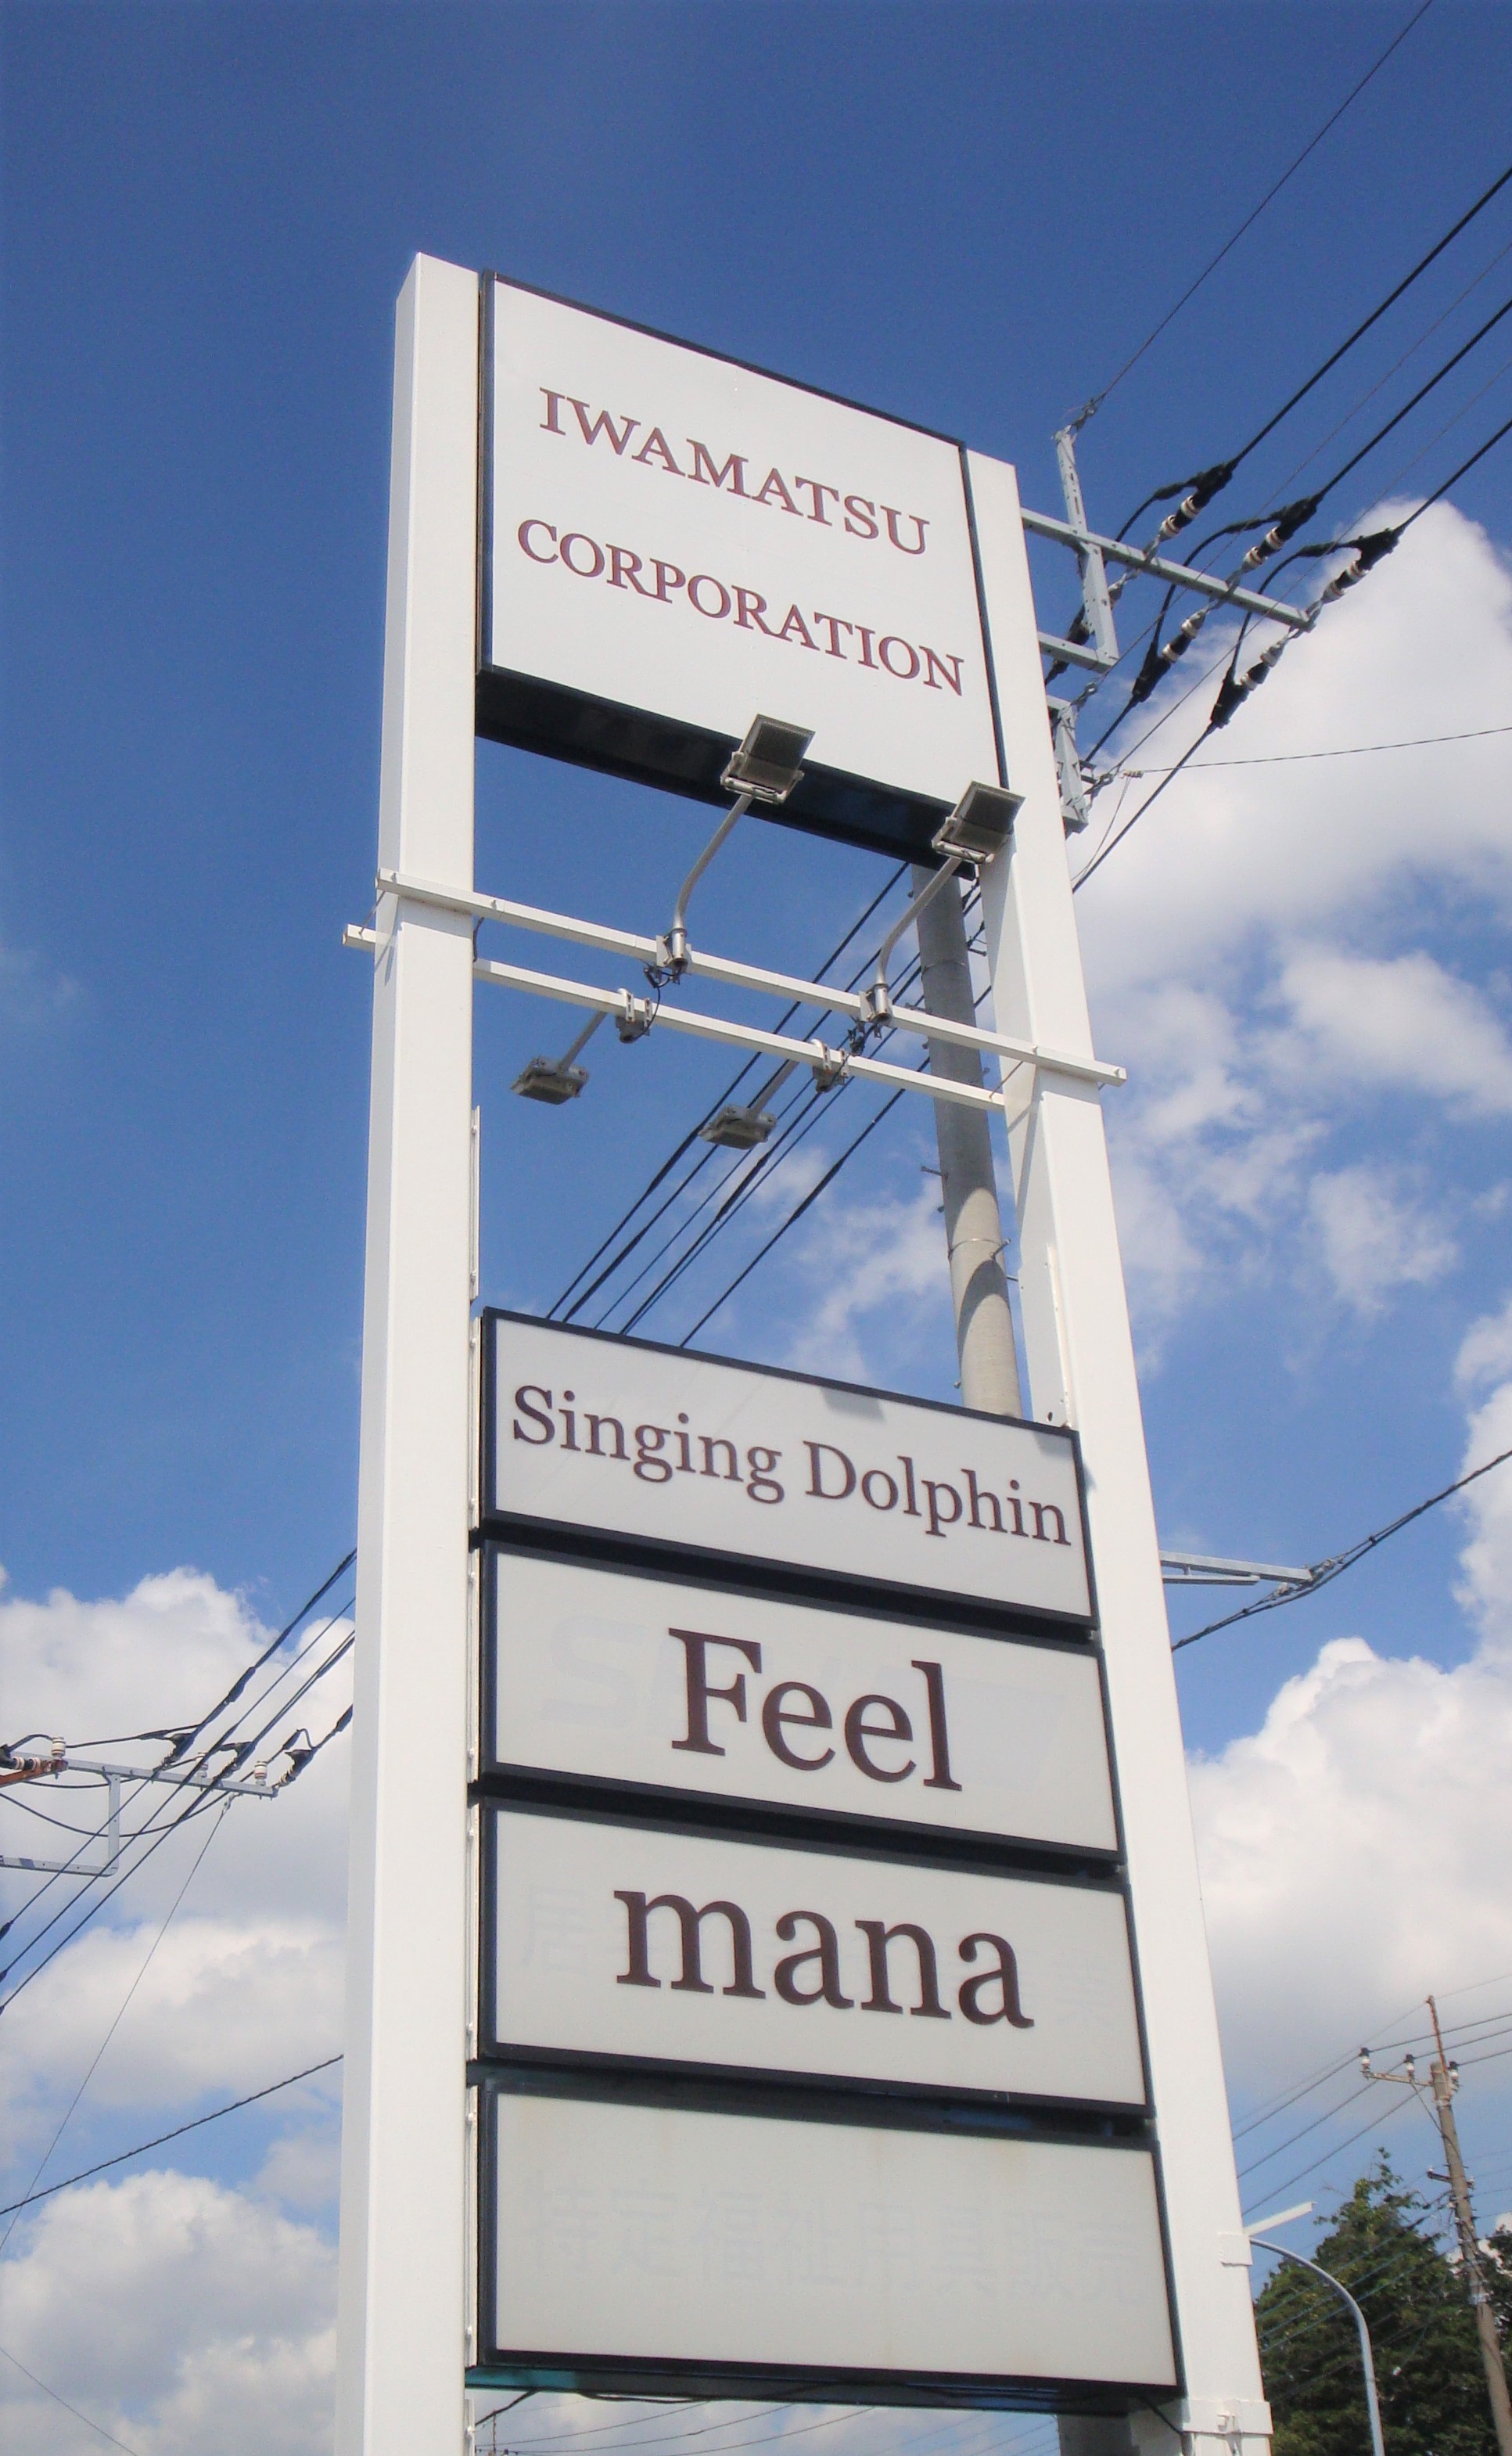 IWAMATSU
CORPORATION
Singing Dolphin
Feel
mana